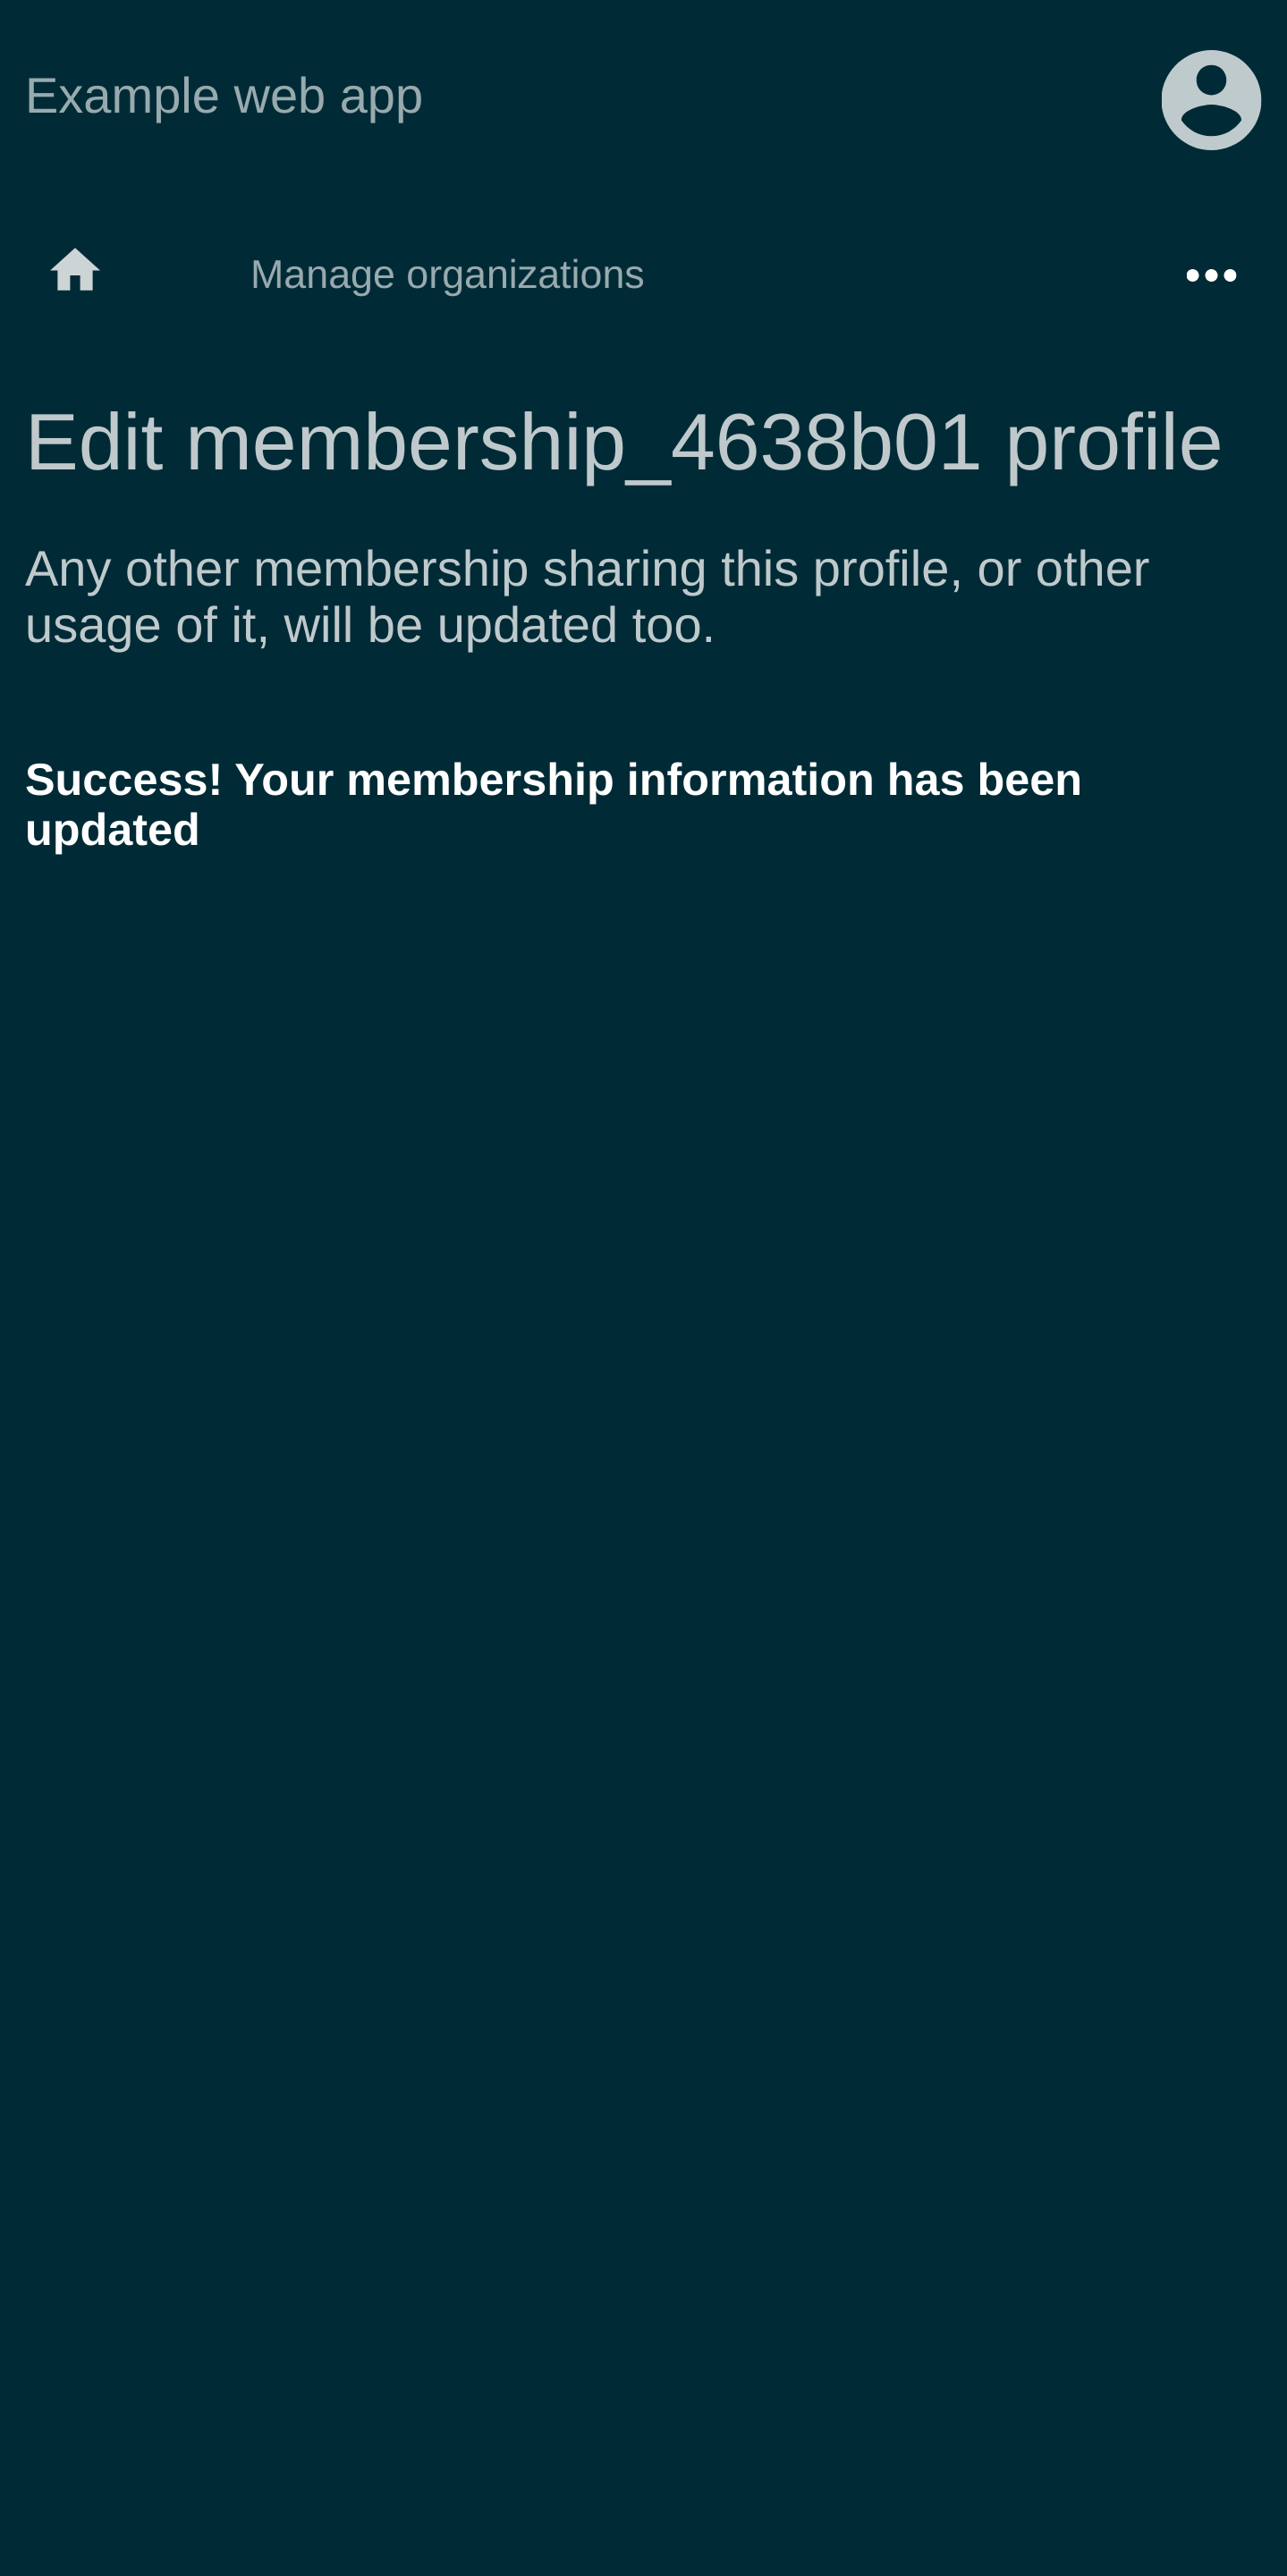 Example web app
Manage organizations
Edit membership_4638b01 profile
Any other membership sharing this profile, or other
usage of it, will be updated too.
Success! Your membership information has been
updated